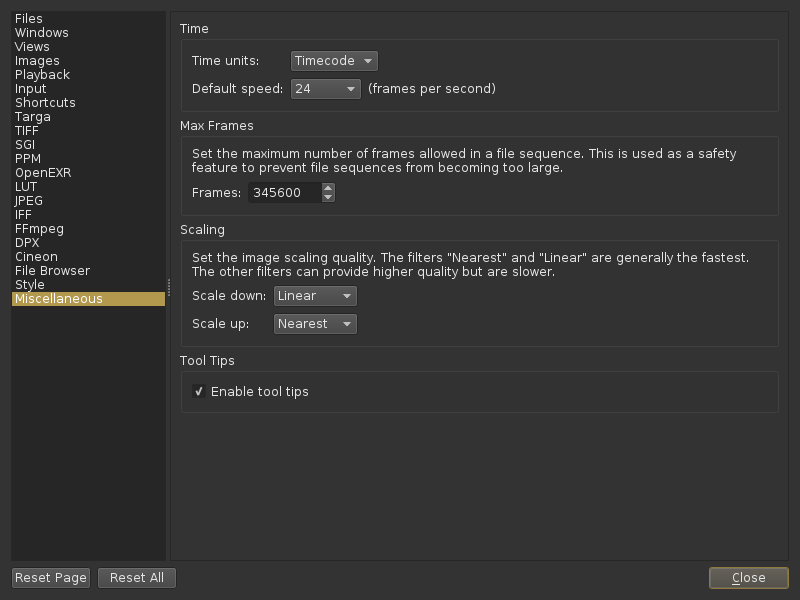 Files
Windows
Views
Images
Playback
Input
Shortcuts
Targa
TIFF
SGI
PPM
OpenEXR
LUT
JPEG
IFF
FFmpeg
DPX
Cineon
File Browser
Style
Miscellaneous
Time
Time units: Timecode
Default speed: 24 (frames per second)
Max Frames
Set the maximum number of frames allowed in a file sequence. This is used as a safety
feature to prevent file sequences from becoming too large.
Frames: 345600
Scaling
Set the image scaling quality. The filters "Nearest" and "Linear" are generally the fastest.
The other filters can provide higher quality but are slower.
Scale down: Linear
Scale up: Nearest
Tool Tips
Enable tool tips
Reset Page Reset All Close